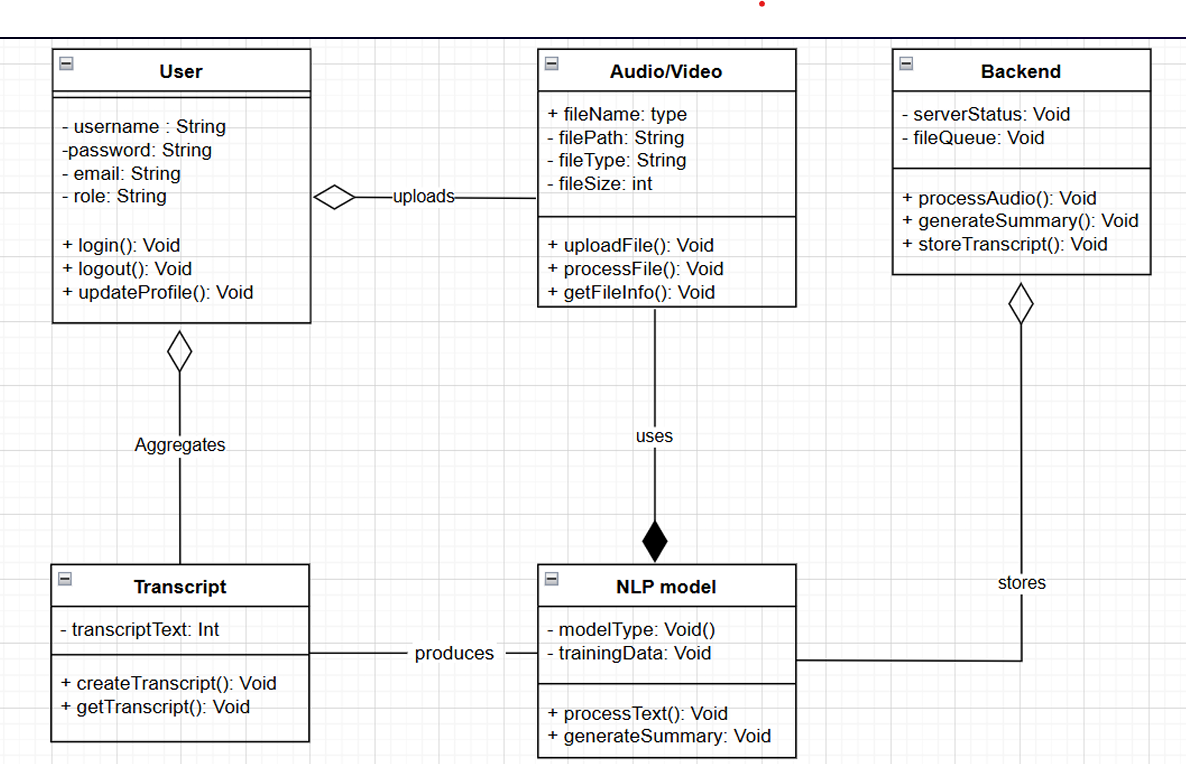 User
- username : String
-password: String
- email: String
- role: String
+ login(): Void
+ logout(): Void
+ updateProfile(): Void
uploads
Audio/Video
+ fileName: type
- filePath: String
- fileType: String
- fileSize: int
+ uploadFile(): Void
+ processFile(): Void
+ getFileInfo(): Void
Backend
- serverStatus: Void
- fileQueue: Void
+ processAudio(): Void
+ generateSummary(): Void
+ storeTranscript(): Void
Aggregates
uses
stores
Transcript
- transcriptText: Int
+ createTranscript(): Void
+ getTranscript(): Void
produces
NLP model
- modelType: Void()
- trainingData: Void
+ processText(): Void
+ generateSummary: Void